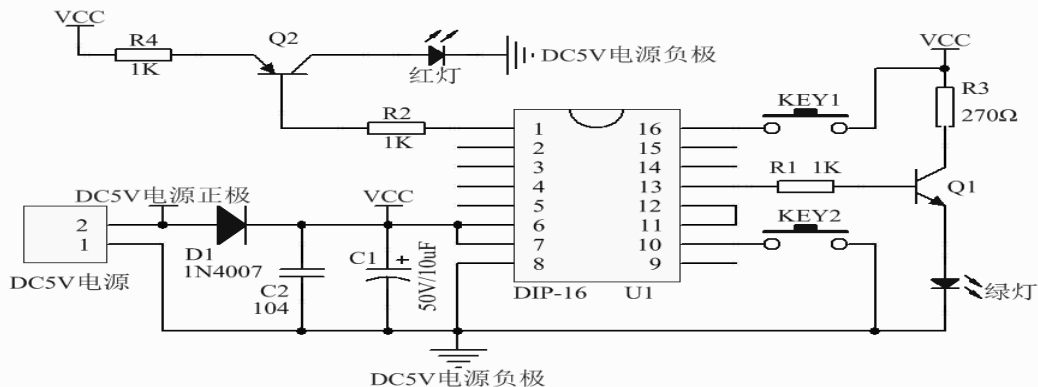 VCC
R4
1K
Q2
红灯
DC5V电源负极
VCC
R2
1K
KEY1
R3
270Ω
1 16
2 15
3 14
4 13
5 12
6 11
7 10
8 9
R1 1K
Q1
DC5V电源正极
VCC
2
1
DC5V电源
D1
1N4007
C2
104
C1
+
50V/10uF
DIP-16 U1
KEY2
绿灯
DC5V电源负极